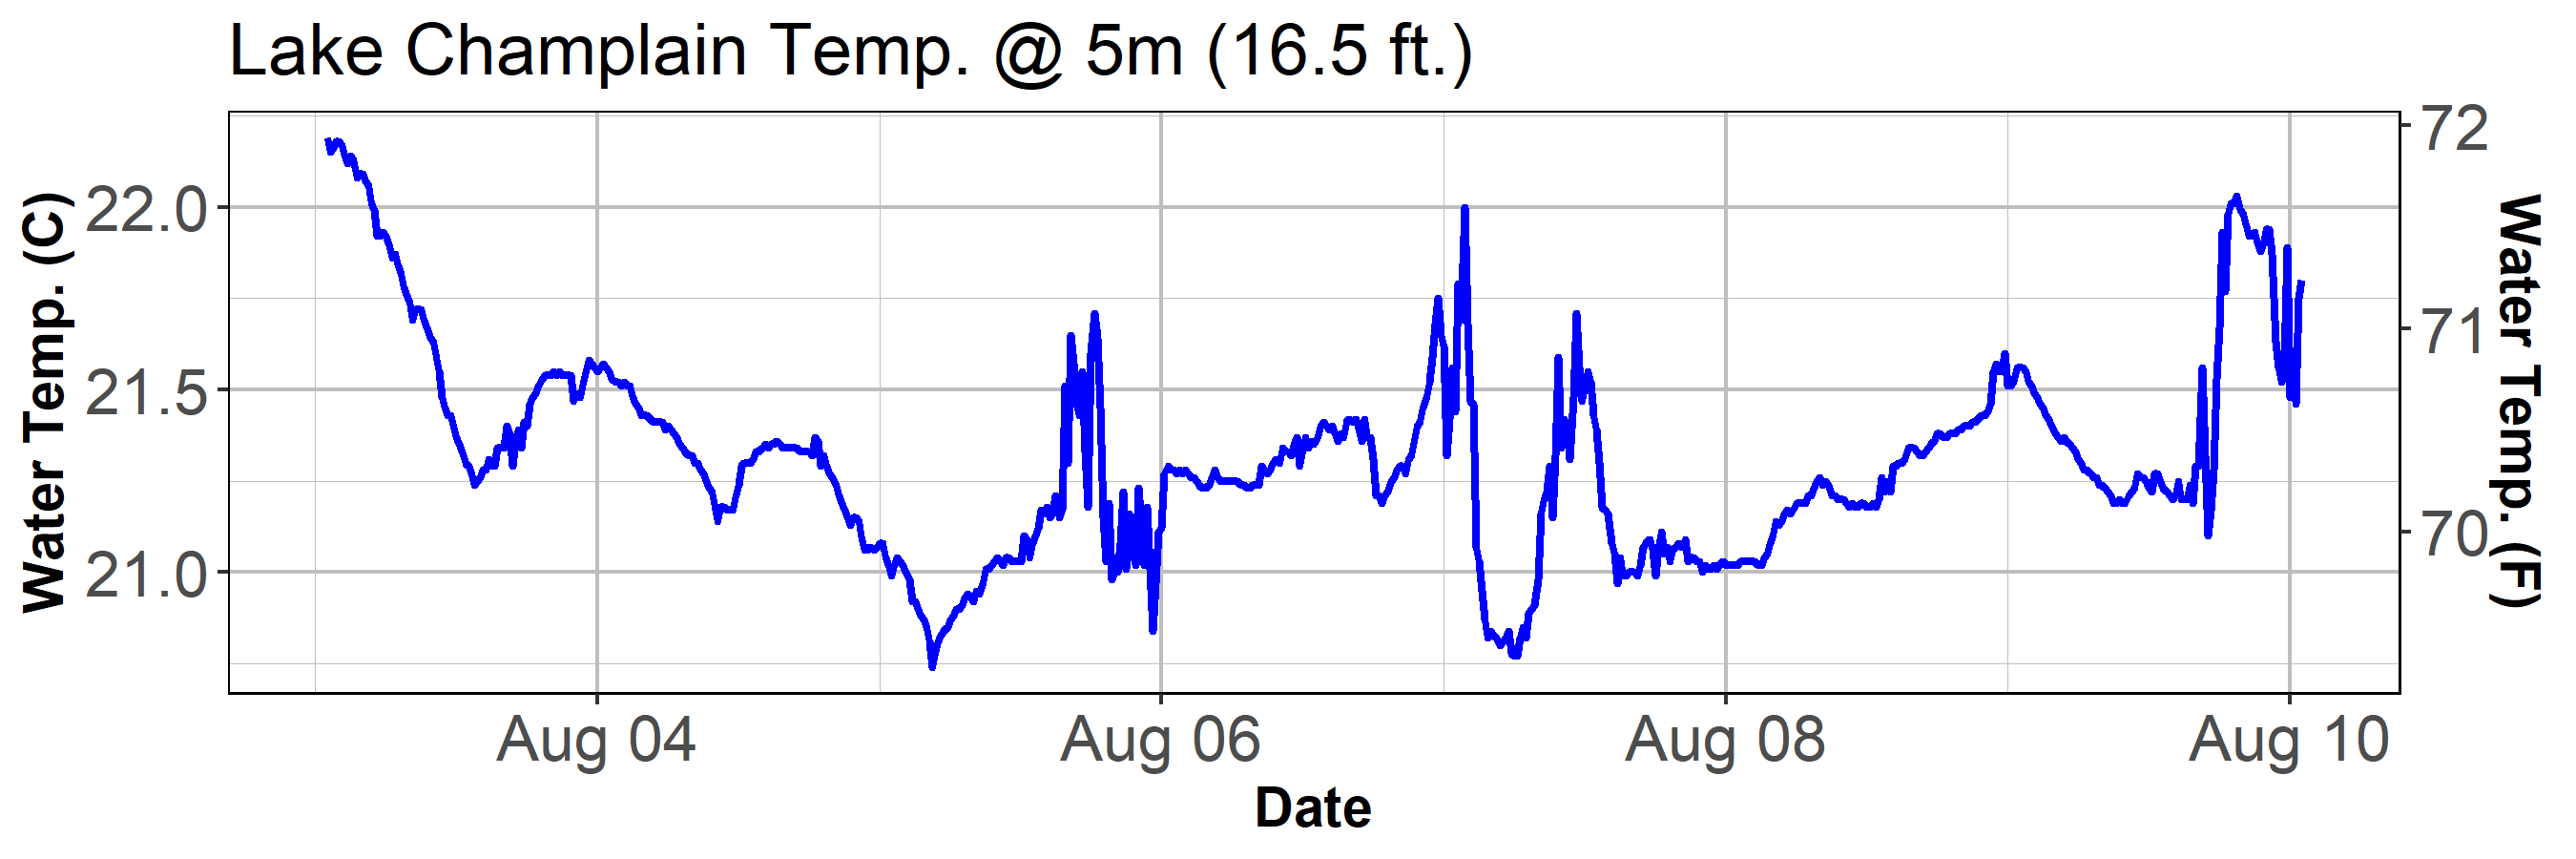 Lake Champlain Temp. @ 5m (16.5 ft.)
Water Temp. (C)
22.0
21.5
21.0
72
71
70
Water Temp. (F)
Aug 04 Aug 06 Aug 08 Aug 10
Date